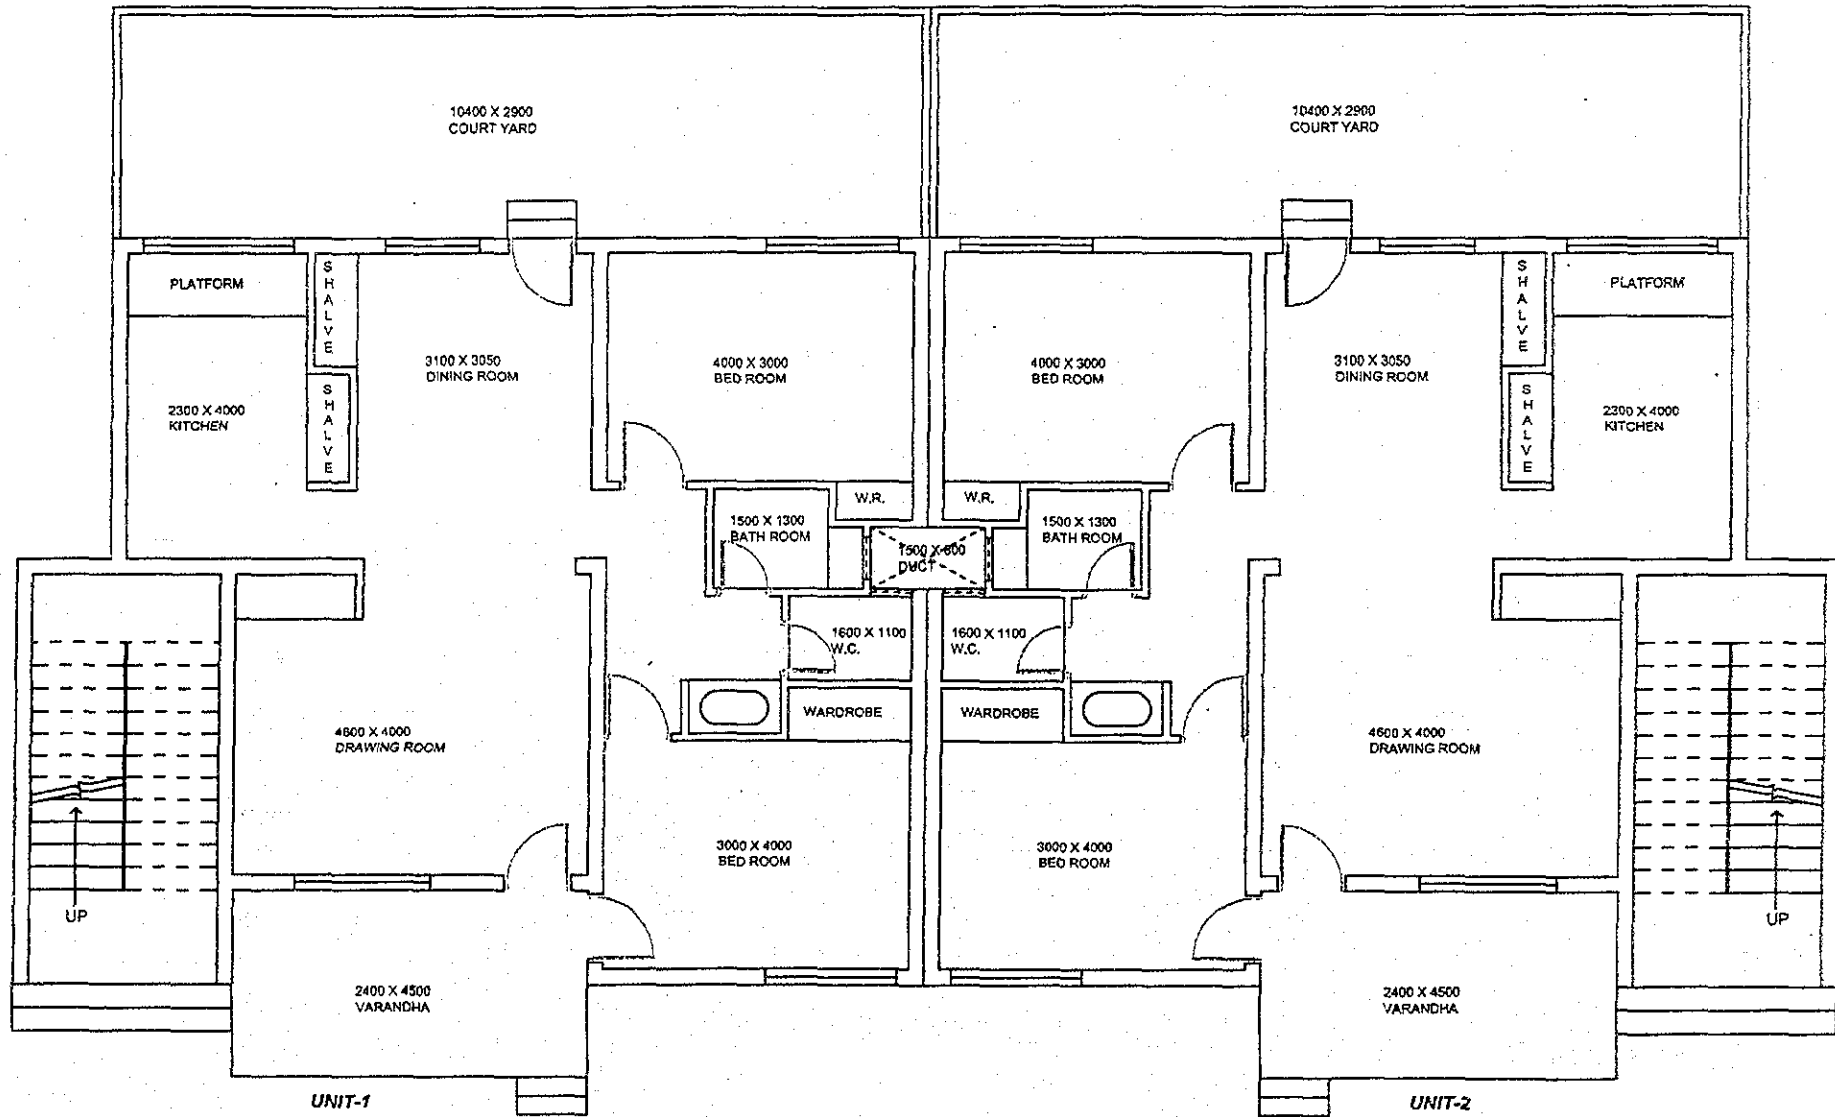 10400 X 2900
COURT YARD
10400 X 2900
COURT YARD
PLATFORM
SHALVE
SHALVE
2300 X 4000
KITCHEN
3100 X 3050
DINING ROOM
4000 X 3000
BED ROOM
4000 X 3000
BED ROOM
3100 X 3050
DINING ROOM
SHALVE
SHALVE
PLATFORM
2300 X 4000
KITCHEN
W.R.
W.R.
1500 X 1300
BATH ROOM
1500 X 600
DUCT
1500 X 1300
BATH ROOM
1600 X 1100
W.C.
1600 X 1100
W.C.
WARDROBE
WARDROBE
4600 X 4000
DRAWING ROOM
4600 X 4000
DRAWING ROOM
3000 X 4000
BED ROOM
3000 X 4000
BED ROOM
UP
UP
2400 X 4500
VARANDHA
2400 X 4500
VARANDHA
UNIT-1
UNIT-2